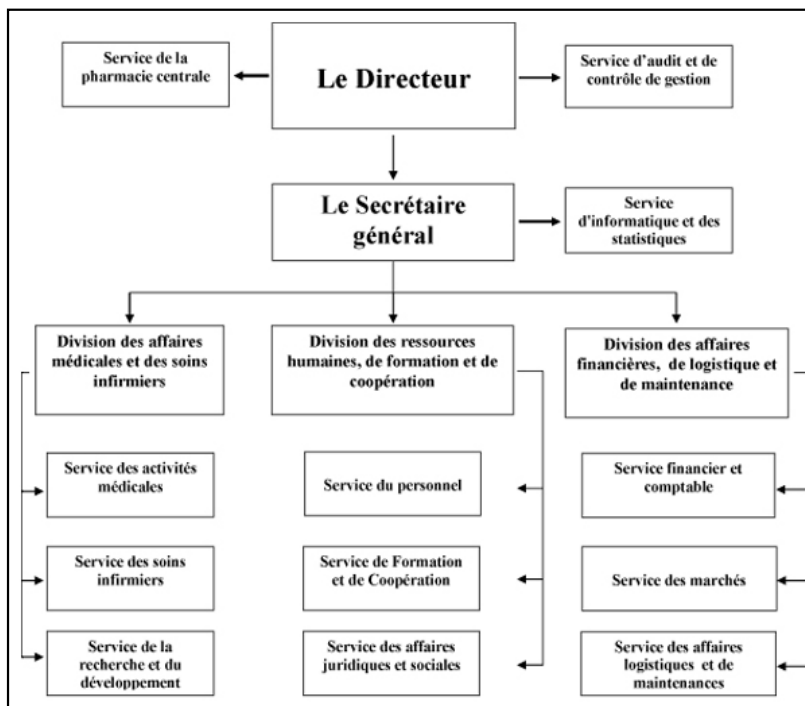 Service de la
pharmacie centrale
Le Directeur
Service d'audit et de
contrôle de gestion
Le Secrétaire
général
Service
d'informatique et des
statistiques
Division des affaires
médicales et des soins
infirmiers
Division des ressources
humaines, de formation et de
coopération
Division des affaires
financières, de logistique et
de maintenance
Service des activités
médicales
Service du personnel
Service financier et
comptable
Service des soins
infirmiers
Service de Formation
et de Coopération
Service des marchés
Service de la
recherche et du
développement
Service des affaires
juridiques et sociales
Service des affaires
logistiques et de
maintenances